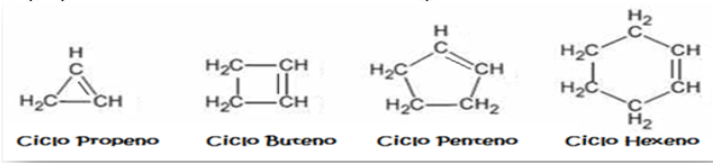 H
C
H₂C—CH
Ciclo Propeno
H₂C—CH
H₂C—CH
Ciclo Buteno
H
C
H₂C CH
H₂C—CH₂
Ciclo Penteno
H₂
C
H₂C CH
H₂C CH
C
H₂
Ciclo Hexeno